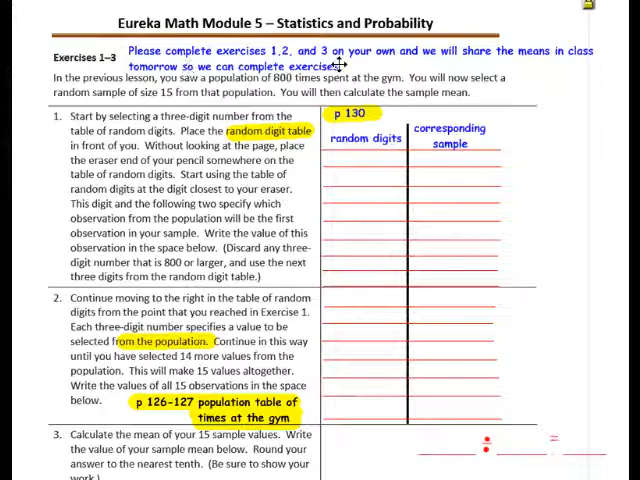 Eureka Math Module 5 – Statistics and Probability
Exercises 1–3
Please complete exercises 1,2, and 3 on your own and we will share the means in class
tomorrow so we can complete exercises
In the previous lesson, you saw a population of 800 times spent at the gym. You will now select a
random sample of size 15 from that population. You will then calculate the sample mean.
1. Start by selecting a three-digit number from the
table of random digits. Place the random digit table
in front of you. Without looking at the page, place
the eraser end of your pencil somewhere on the
table of random digits. Start using the table of
random digits at the digit closest to your eraser.
This digit and the following two specify which
observation from the population will be the first
observation in your sample. Write the value of this
observation in the space below. (Discard any three-
digit number that is 800 or larger, and use the next
three digits from the random digit table.)
p 130
random digits
corresponding
sample
2. Continue moving to the right in the table of random
digits from the point that you reached in Exercise 1.
Each three-digit number specifies a value to be
selected from the population. Continue in this way
until you have selected 14 more values from the
population. This will make 15 values altogether.
Write the values of all 15 observations in the space
below.
p 126-127 population table of
times at the gym
3. Calculate the mean of your 15 sample values. Write
the value of your sample mean below. Round your
answer to the nearest tenth. (Be sure to show your
work.)
÷ =